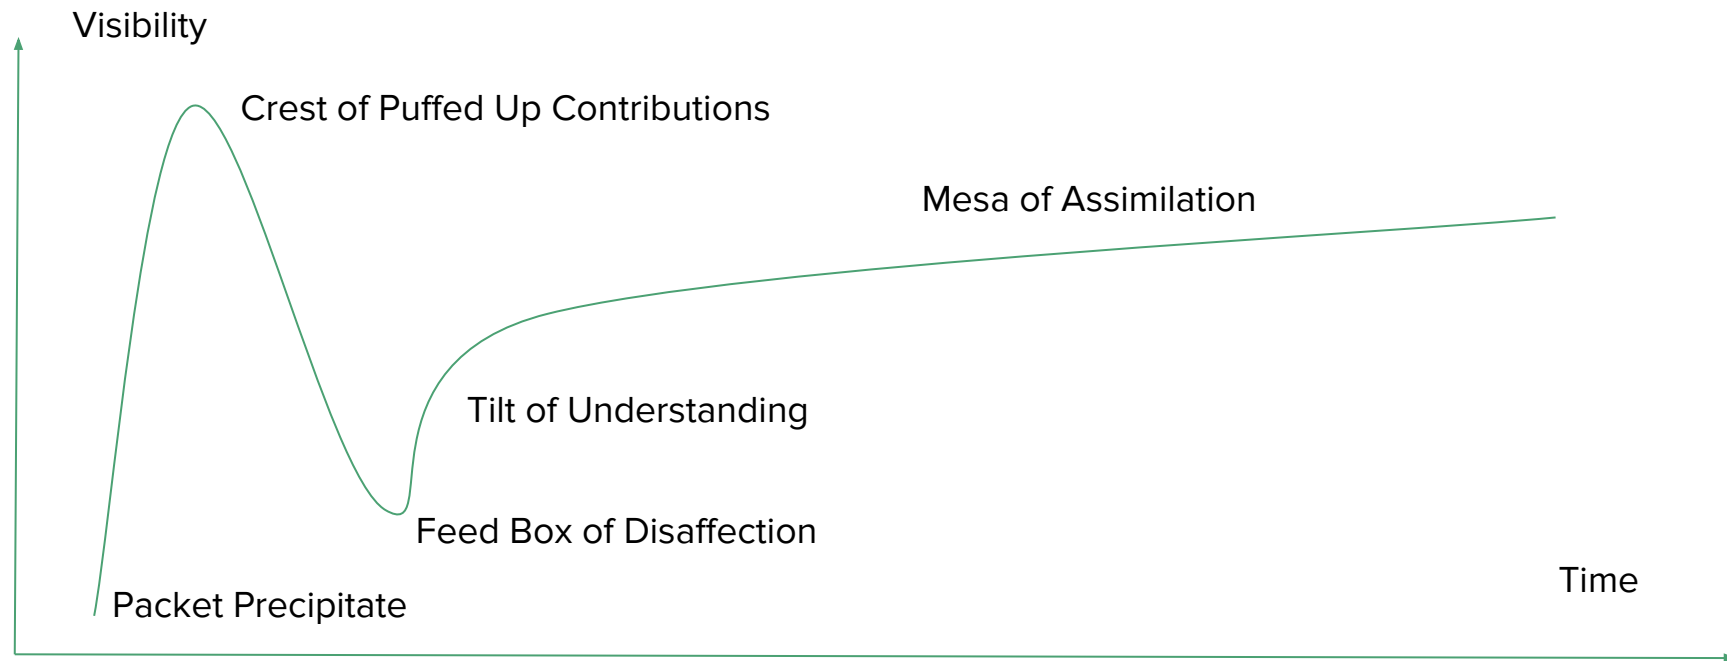 Visibility
Crest of Puffed Up Contributions
Mesa of Assimilation
Tilt of Understanding
Feed Box of Disaffection
Time
Packet Precipitate